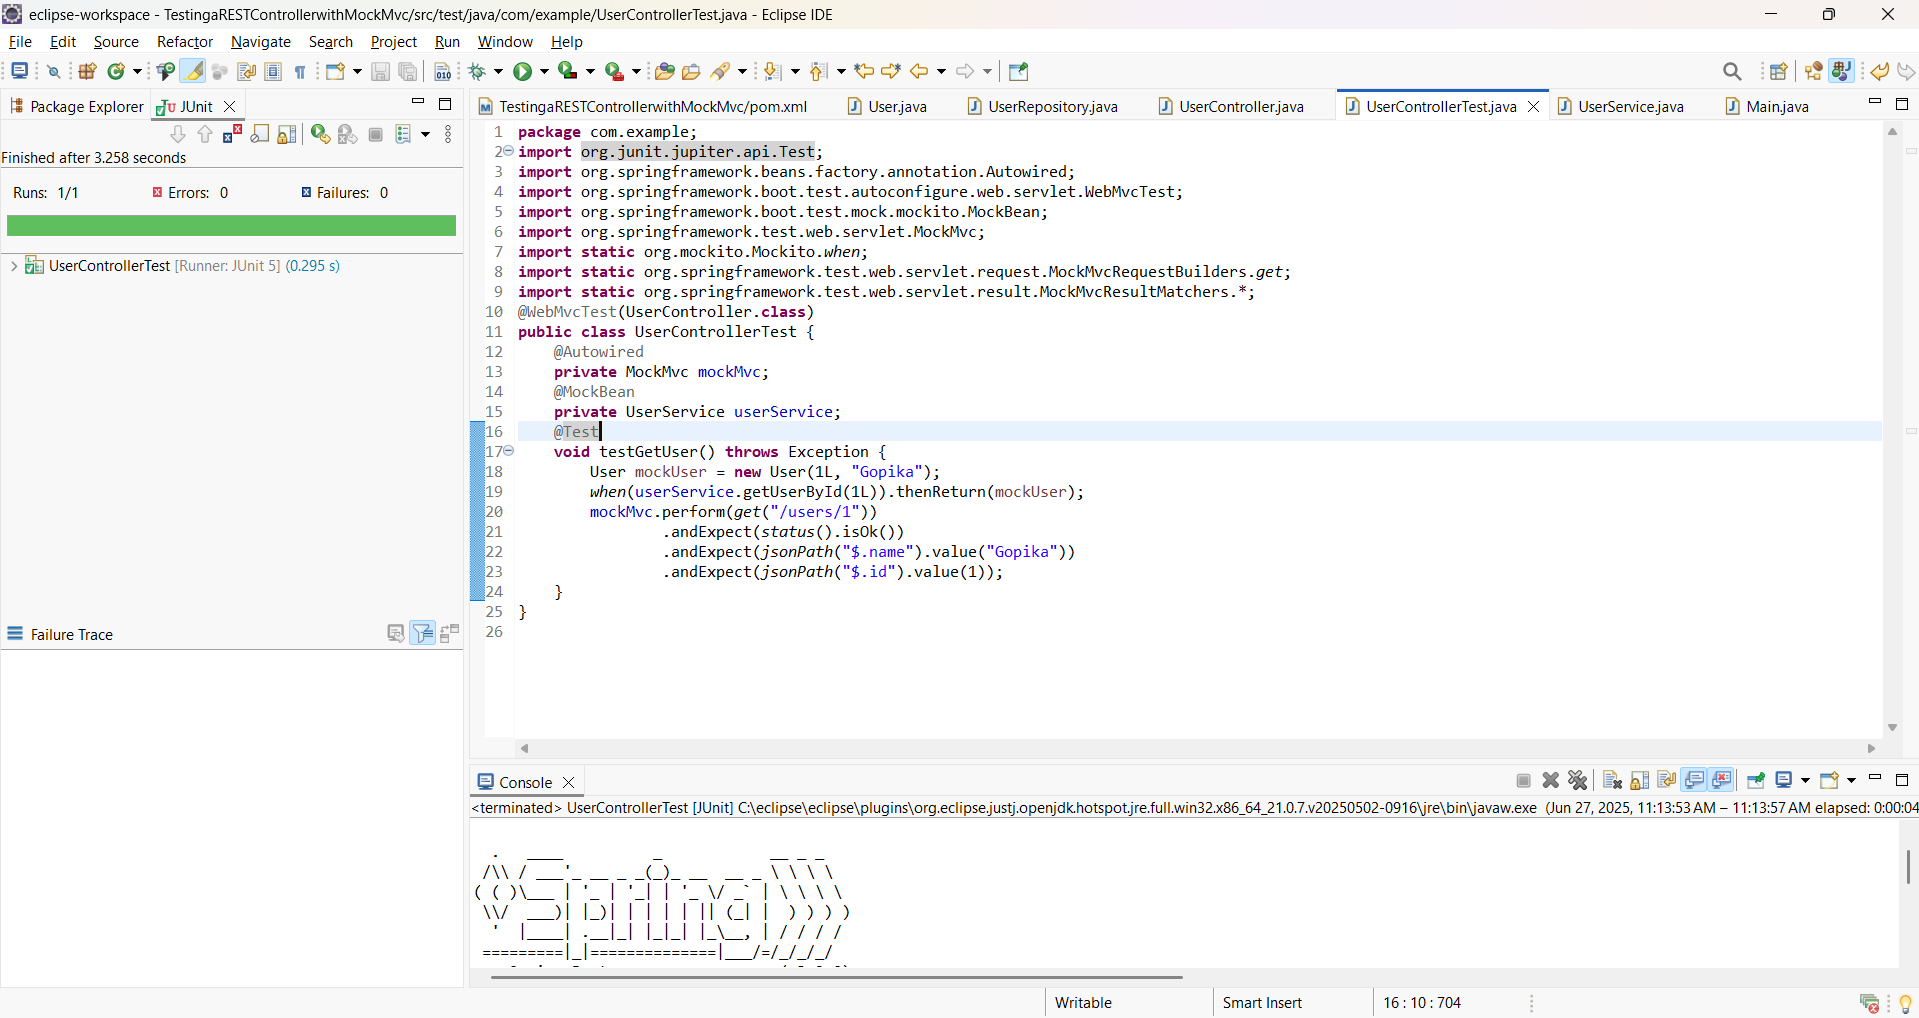 eclipse-workspace - TestingaRESTControllerwithMockMvc/src/test/java/com/example/UserControllerTest.java - Eclipse IDE
File Edit Source Refactor Navigate Search Project Run Window Help
Package Explorer JUnit
Finished after 3.258 seconds
Runs: 1/1 Errors: 0 Failures: 0
UserControllerTest [Runner: JUnit 5] (0.295 s)
Failure Trace
TestingaRESTControllerwithMockMvc/pom.xml User.java UserRepository.java UserController.java UserControllerTest.java UserService.java Main.java
1 package com.example;
2 import org.junit.jupiter.api.Test;
3 import org.springframework.beans.factory.annotation.Autowired;
4 import org.springframework.boot.test.autoconfigure.web.servlet.WebMvcTest;
5 import org.springframework.boot.test.mock.mockito.MockBean;
6 import org.springframework.test.web.servlet.MockMvc;
7 import static org.mockito.Mockito.when;
8 import static org.springframework.test.web.servlet.request.MockMvcRequestBuilders.get;
9 import static org.springframework.test.web.servlet.result.MockMvcResultMatchers.*;
10 @WebMvcTest(UserController.class)
11 public class UserControllerTest {
12 @Autowired
13 private MockMvc mockMvc;
14 @MockBean
15 private UserService userService;
16 @Test
17 void testGetUser() throws Exception {
18 User mockUser = new User(1L, "Gopika");
19 when(userService.getUserById(1L)).thenReturn(mockUser);
20 mockMvc.perform(get("/users/1"))
21 .andExpect(status().isOk())
22 .andExpect(jsonPath("$.name").value("Gopika"))
23 .andExpect(jsonPath("$.id").value(1));
24 }
25 }
26
Console
<terminated> UserControllerTest [JUnit] C:\eclipse\eclipse\plugins\org.eclipse.justj.openjdk.hotspot.jre.full.win32.x86_64_21.0.7.v20250502-0916\jre\bin\javaw.exe (Jun 27, 2025, 11:13:53 AM – 11:13:57 AM elapsed: 0:00:04
Spring
Writable Smart Insert 16 : 10 : 704